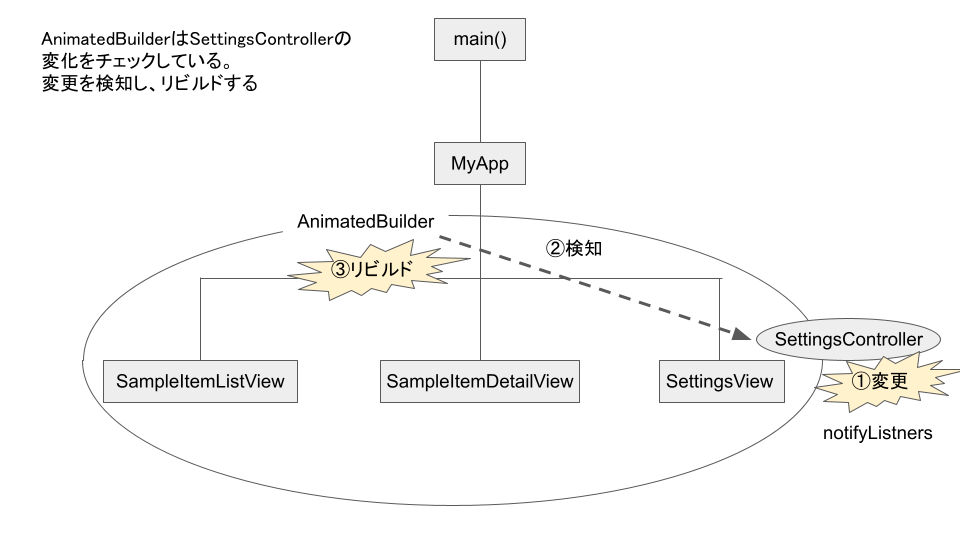 AnimatedBuilderはSettingsControllerの
変化をチェックしている。
変更を検知し、リビルドする
main()
MyApp
AnimatedBuilder
②検知
③リビルド
SettingsController
SampleItemListView
SampleItemDetailView
SettingsView
①変更
notifyListners